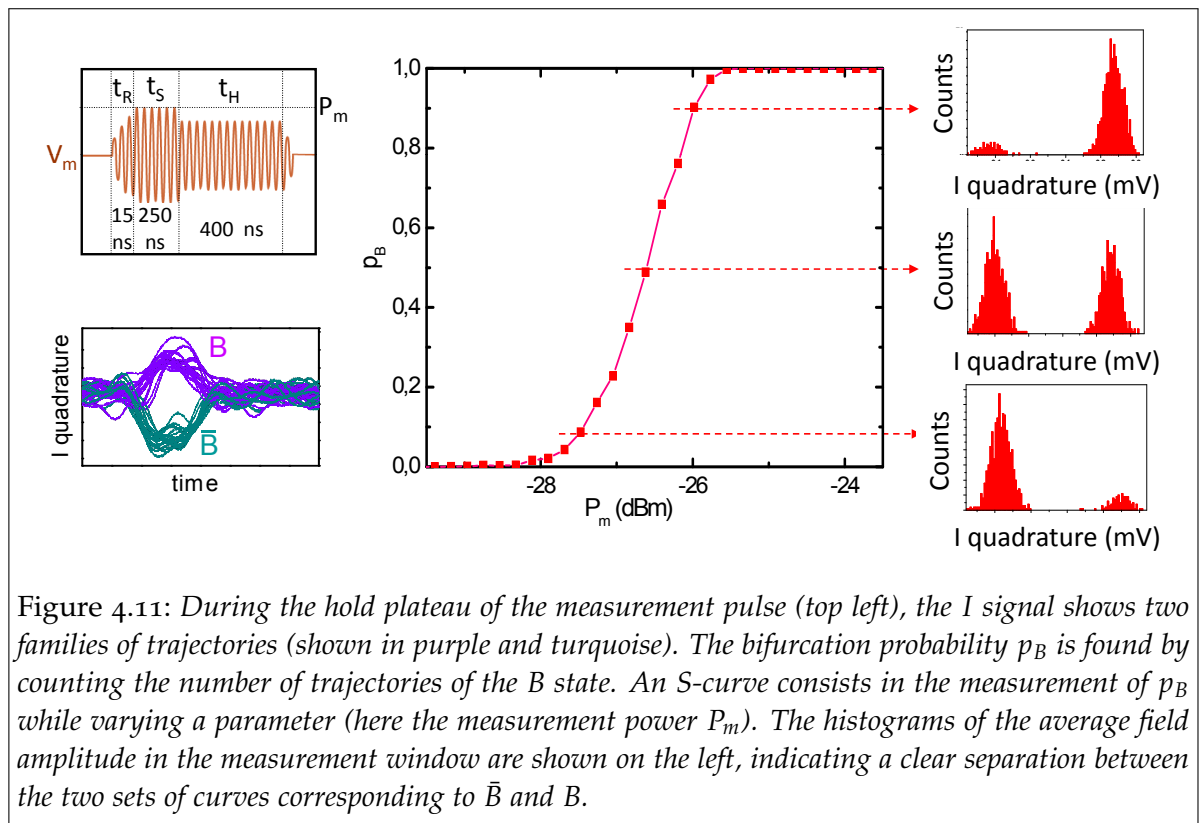 t_R t_S t_H
P_m
V_m
15 250
ns ns 400 ns
I quadrature
B
B̄
time
1,0
0,8
0,6
0,4
0,2
0,0
p_B
-28 -26 -24
P_m (dBm)
Counts
I quadrature (mV)
Counts
I quadrature (mV)
Counts
I quadrature (mV)
Figure 4.11: During the hold plateau of the measurement pulse (top left), the I signal shows two
families of trajectories (shown in purple and turquoise). The bifurcation probability p_B is found by
counting the number of trajectories of the B state. An S-curve consists in the measurement of p_B
while varying a parameter (here the measurement power P_m). The histograms of the average field
amplitude in the measurement window are shown on the left, indicating a clear separation between
the two sets of curves corresponding to B̄ and B.